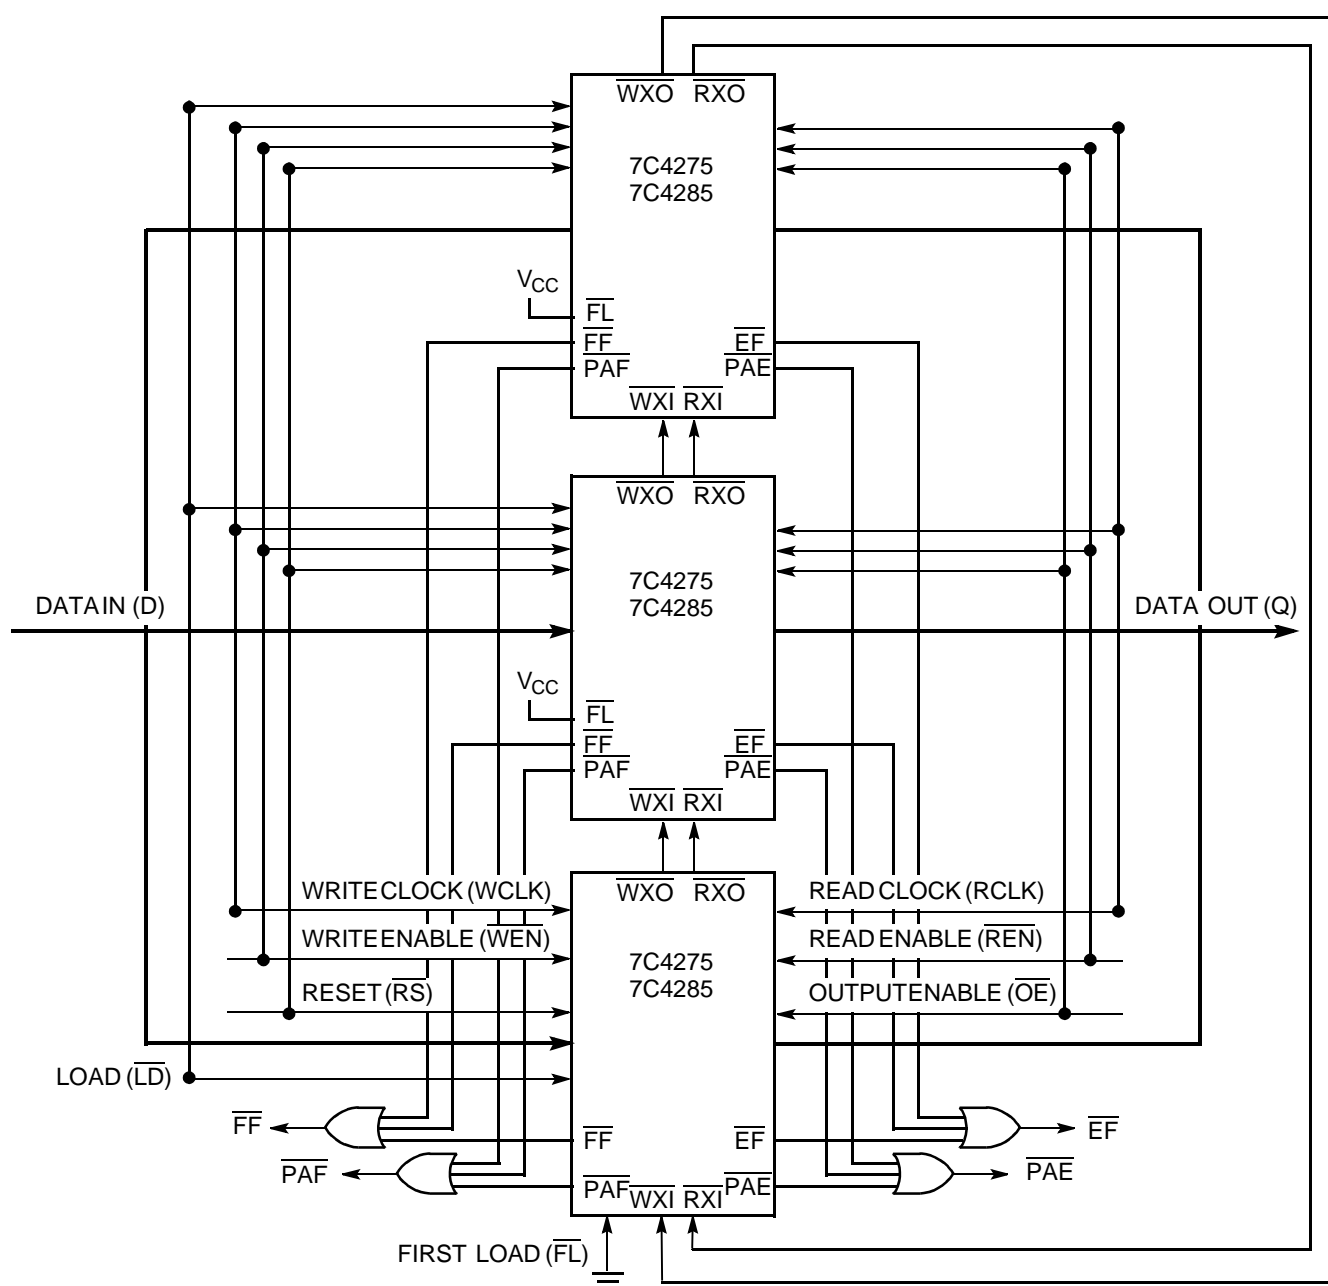 WXO RXO
7C4275
7C4285
VCC
FL
FF EF
PAF PAE
WXI RXI
WXO RXO
7C4275
7C4285
DATA IN (D) DATA OUT (Q)
VCC
FL
FF EF
PAF PAE
WXI RXI
WRITE CLOCK (WCLK) WXO RXO READ CLOCK (RCLK)
WRITE ENABLE (WEN) READ ENABLE (REN)
7C4275
7C4285
RESET (RS) OUTPUT ENABLE (OE)
LOAD (LD)
FF FF EF EF
PAF PAF WXI RXI PAE PAE
FIRST LOAD (FL)